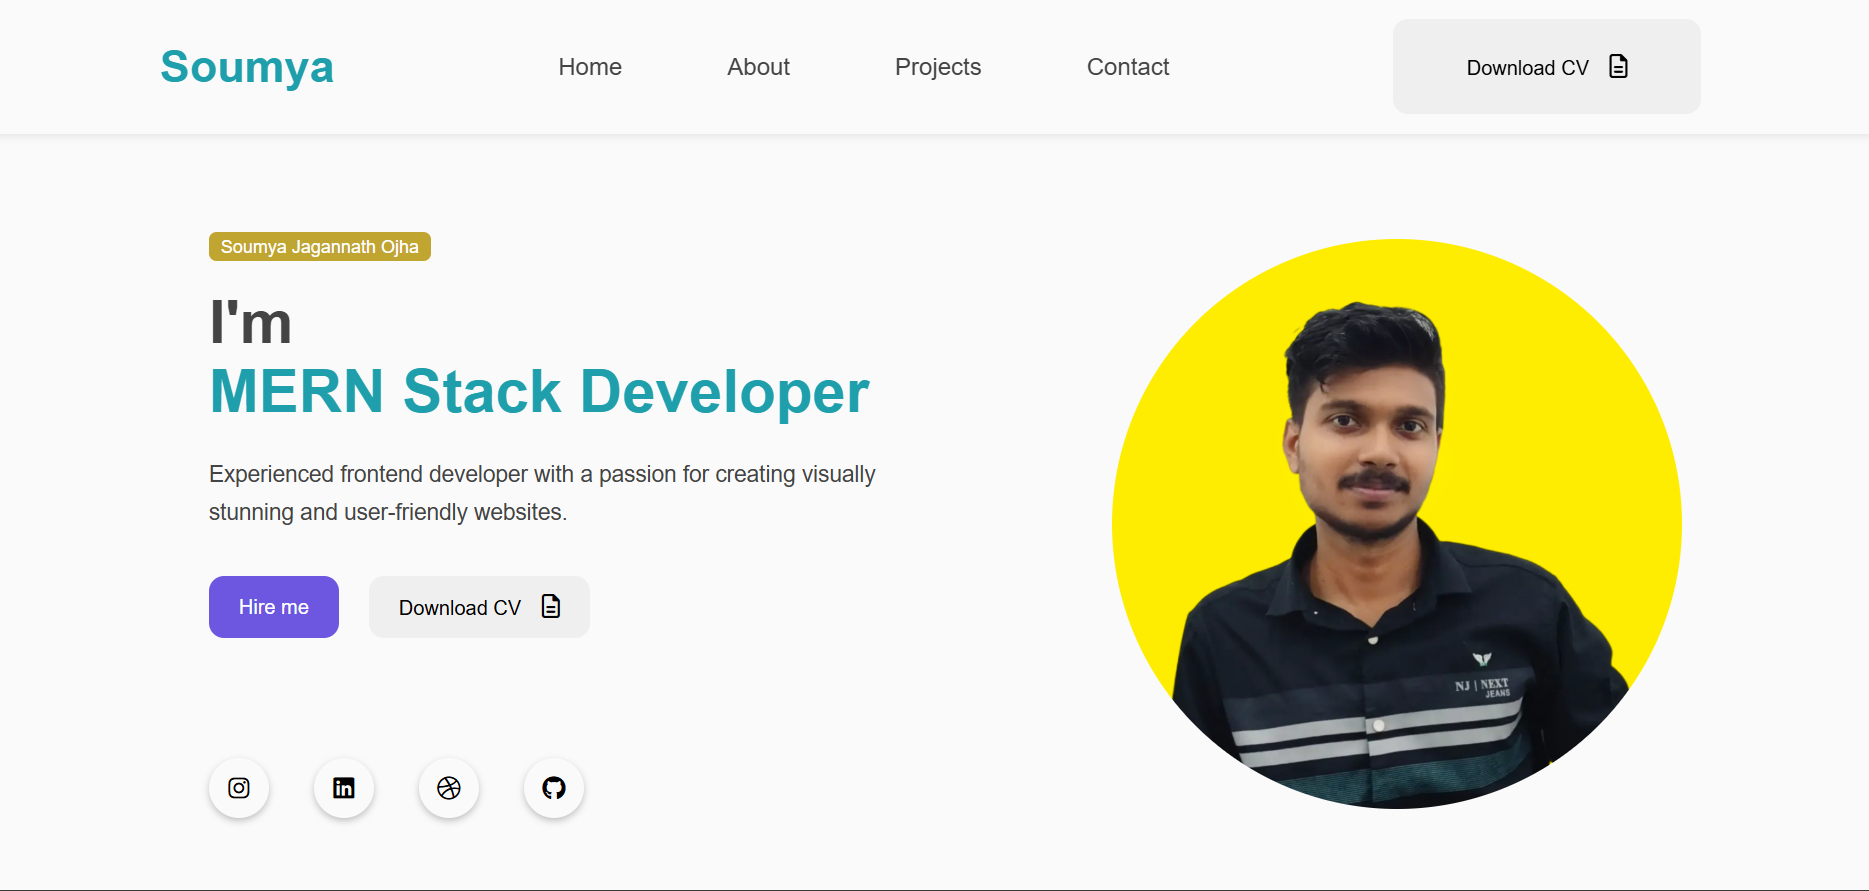 Soumya
Home
About
Projects
Contact
Download CV
Soumya Jagannath Ojha
I'm
MERN Stack Developer
Experienced frontend developer with a passion for creating visually
stunning and user-friendly websites.
Hire me
Download CV
in
NJ | NEXT
JEANS